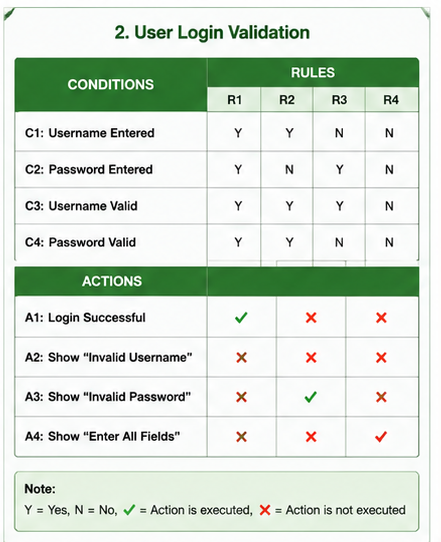 2. User Login Validation
CONDITIONS RULES
R1 R2 R3 R4
C1: Username Entered Y Y N N
C2: Password Entered Y N Y N
C3: Username Valid Y Y Y N
C4: Password Valid Y Y N N
ACTIONS
A1: Login Successful ✓ ✗ ✗
A2: Show “Invalid Username” ✗ ✗ ✗
A3: Show “Invalid Password” ✗ ✓ ✗
A4: Show “Enter All Fields” ✗ ✗ ✓
Note:
Y = Yes, N = No, ✓ = Action is executed, ✗ = Action is not executed